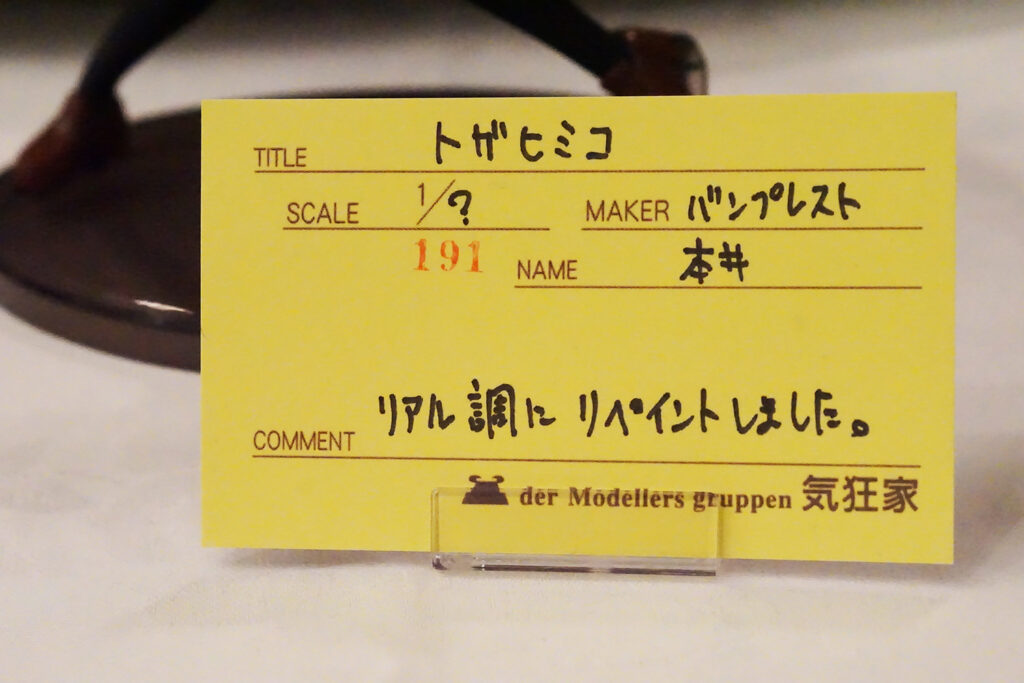 TITLE トガヒミコ
SCALE 1/? MAKER バンプレスト
191 NAME 本井
COMMENT リアル調に リペイントしました。
der Modellers gruppen 気狂家